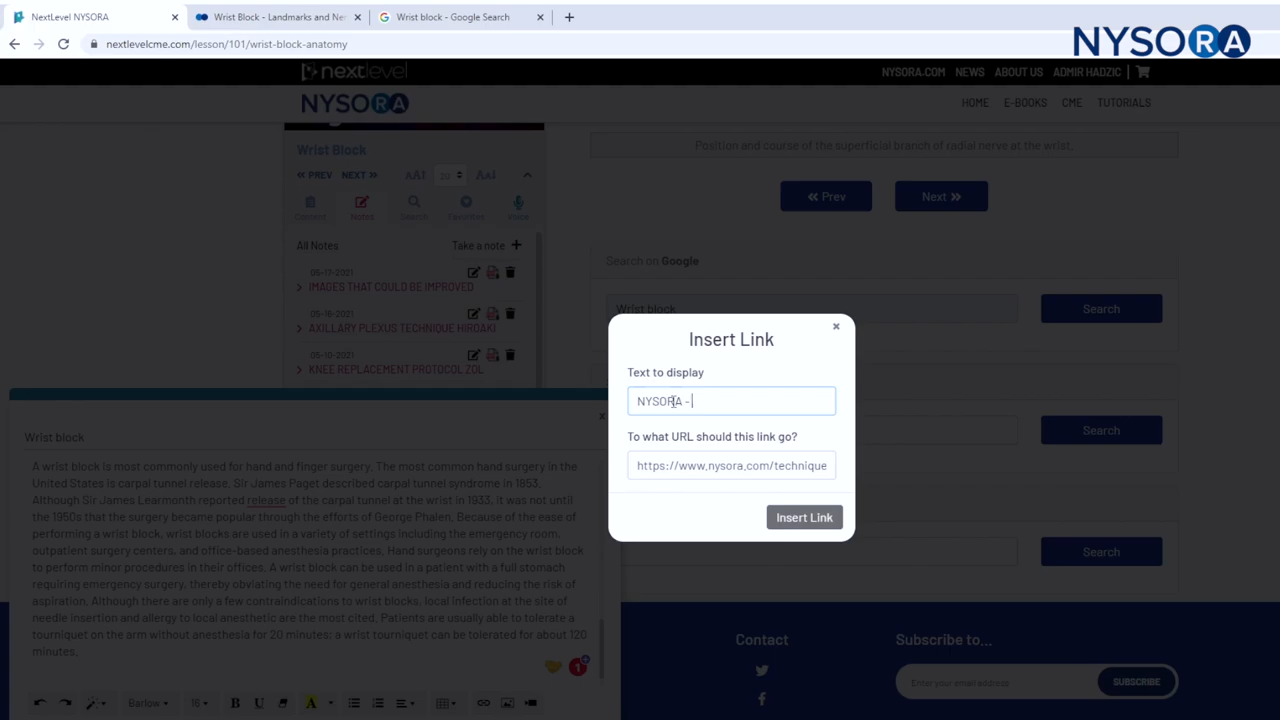 NextLevel NYSORA
Wrist Block - Landmarks and Ner
Wrist block - Google Search
nextlevelcme.com/lesson/101/wrist-block-anatomy
NYSORA
nextlevel
NYSORA.COM NEWS ABOUT US ADMIR HADZIC
NYSORA
HOME E-BOOKS CME TUTORIALS
Wrist Block
Position and course of the superficial branch of radial nerve at the wrist.
PREV NEXT AA 20 AA
Prev Next
Content Notes Search Favorites Share
All Notes Take a note +
Search on Google
05-17-2021
IMAGES THAT COULD BE IMPROVED
Wrist block Search
05-16-2021
AXILLARY PLEXUS TECHNIQUE HIROAKI
05-10-2021
KNEE REPLACEMENT PROTOCOL ZOL
Insert Link
Text to display
NYSORA -
To what URL should this link go?
https://www.nysora.com/technique
Insert Link
Search
Search
Wrist block
A wrist block is most commonly used for hand and finger surgery. The most common hand surgery in the
United States is carpal tunnel release. Sir James Paget described carpal tunnel syndrome in 1853.
Although Sir James Learmonth reported release of the carpal tunnel at the wrist in 1933, it was not until
the 1950s that the surgery became popular through the efforts of George Phalen. Because of the ease of
performing a wrist block, wrist blocks are used in a variety of settings including the emergency room,
outpatient surgery centers, and office-based anesthesia practices. Hand surgeons rely on the wrist block
to perform minor procedures in their offices. A wrist block can be used in a patient with a full stomach
requiring emergency surgery, thereby obviating the need for general anesthesia and reducing the risk of
aspiration. Although there are only a few contraindications to wrist blocks, local infection at the site of
needle insertion and allergy to local anesthetic are the most cited. Patients are usually able to tolerate a
tourniquet on the arm without anesthesia for 20 minutes; a wrist tourniquet can be tolerated for about 120
minutes.
1
Barlow 16 B U A
Contact
Subscribe to...
Enter your email address SUBSCRIBE